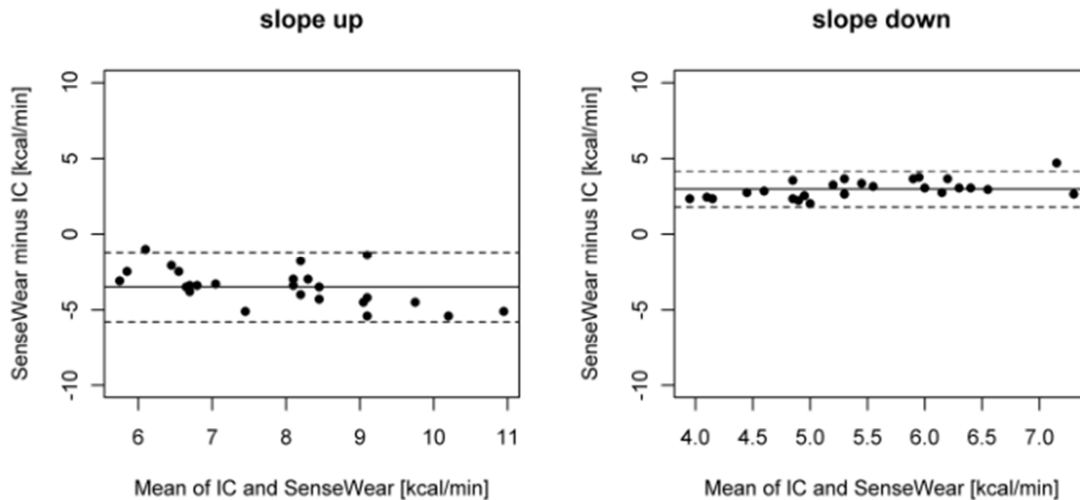 slope up
SenseWear minus IC [kcal/min]
10
5
0
-5
-10
6 7 8 9 10 11
Mean of IC and SenseWear [kcal/min]
slope down
SenseWear minus IC [kcal/min]
10
5
0
-5
-10
4.0 4.5 5.0 5.5 6.0 6.5 7.0
Mean of IC and SenseWear [kcal/min]